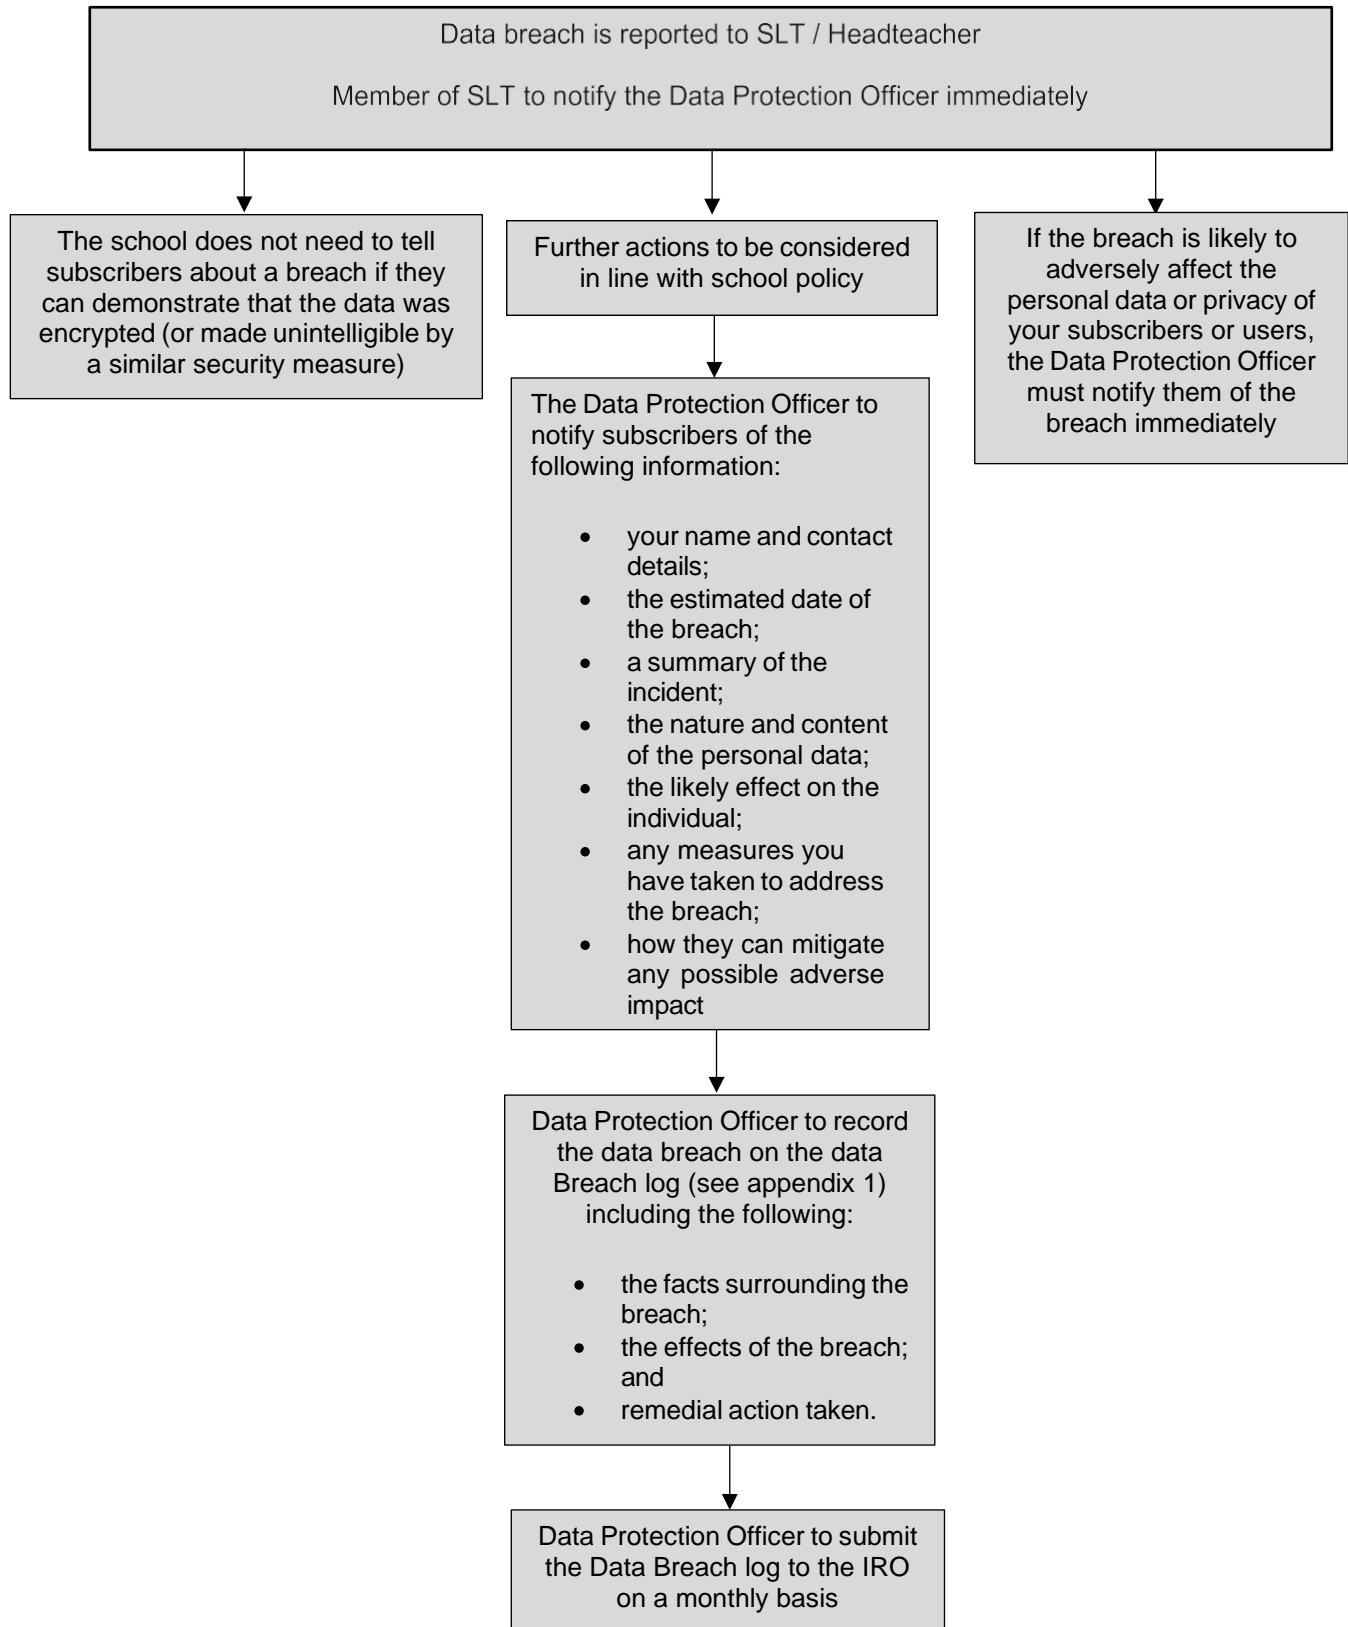 Data breach is reported to SLT / Headteacher
Member of SLT to notify the Data Protection Officer immediately
The school does not need to tell
subscribers about a breach if they
can demonstrate that the data was
encrypted (or made unintelligible by
a similar security measure)
Further actions to be considered
in line with school policy
If the breach is likely to
adversely affect the
personal data or privacy of
your subscribers or users,
the Data Protection Officer
must notify them of the
breach immediately
The Data Protection Officer to
notify subscribers of the
following information:
• your name and contact
details;
• the estimated date of
the breach;
• a summary of the
incident;
• the nature and content
of the personal data;
• the likely effect on the
individual;
• any measures you
have taken to address
the breach;
• how they can mitigate
any possible adverse
impact
Data Protection Officer to record
the data breach on the data
Breach log (see appendix 1)
including the following:
• the facts surrounding the
breach;
• the effects of the breach;
and
• remedial action taken.
Data Protection Officer to submit
the Data Breach log to the IRO
on a monthly basis